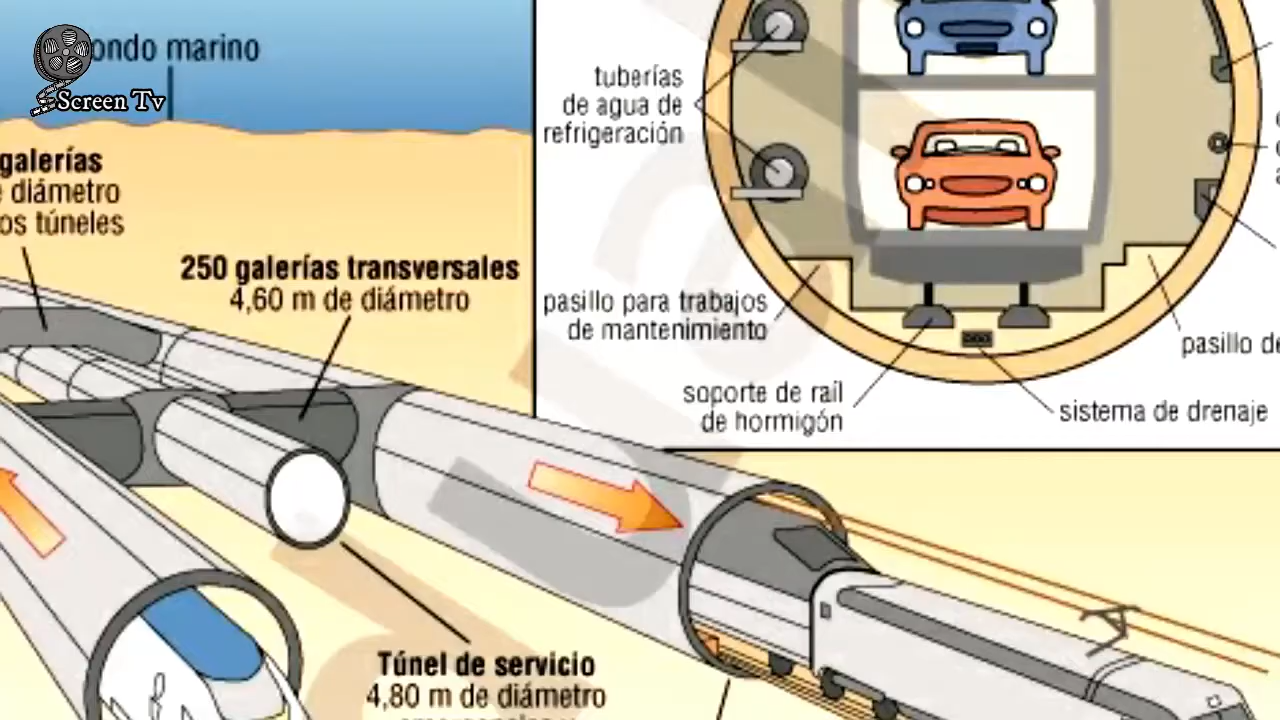 ondo marino
Screen Tv
galerías
diámetro
os túneles
250 galerías transversales
4,60 m de diámetro
Túnel de servicio
4,80 m de diámetro
tuberías
de agua de
refrigeración
pasillo para trabajos
de mantenimiento
soporte de raíl
de hormigón
sistema de drenaje
pasillo de